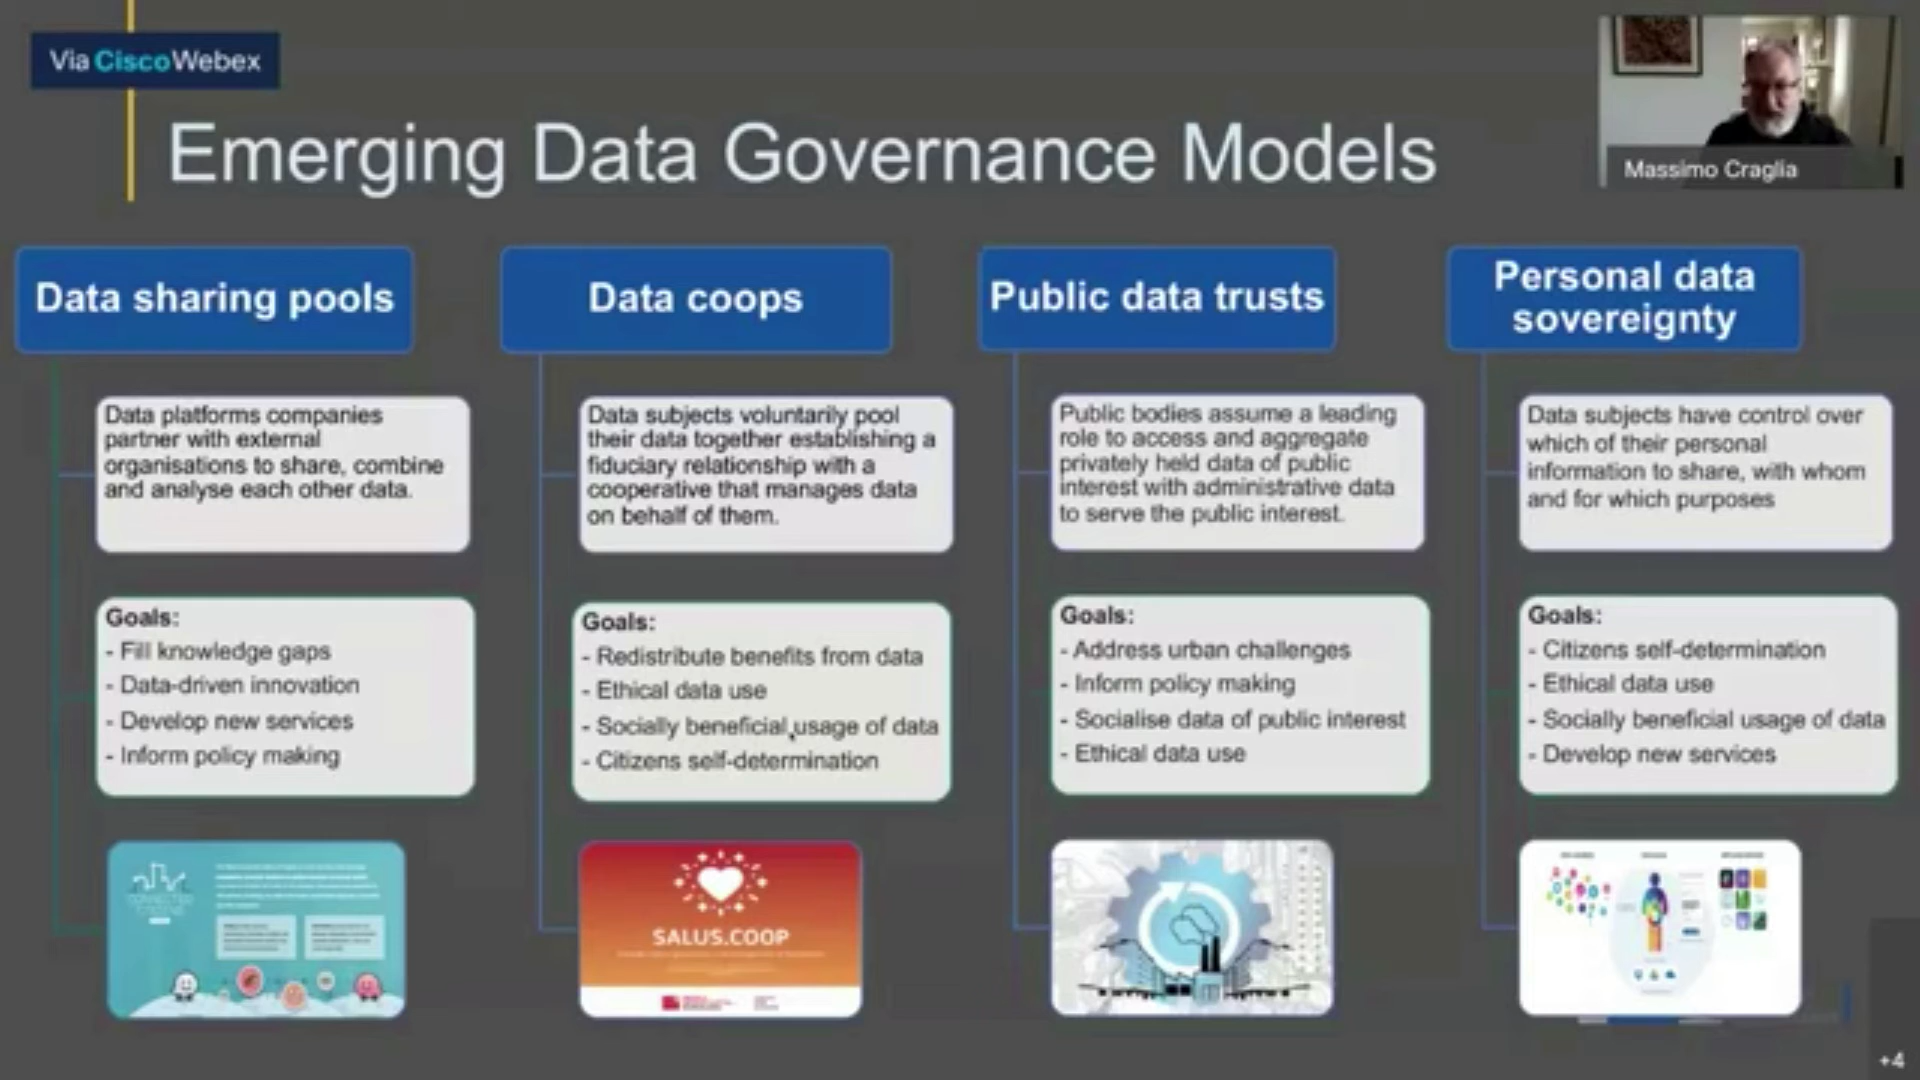 Via Cisco Webex
Massimo Craglia
Emerging Data Governance Models
Data sharing pools
Data platforms companies
partner with external
organisations to share, combine
and analyse each other data.
Goals:
- Fill knowledge gaps
- Data-driven innovation
- Develop new services
- Inform policy making
Data coops
Data subjects voluntarily pool
their data together establishing a
fiduciary relationship with a
cooperative that manages data
on behalf of them.
Goals:
- Redistribute benefits from data
- Ethical data use
- Socially beneficial usage of data
- Citizens self-determination
SALUS.COOP
Public data trusts
Public bodies assume a leading
role to access and aggregate
privately held data of public
interest with administrative data
to serve the public interest.
Goals:
- Address urban challenges
- Inform policy making
- Socialise data of public interest
- Ethical data use
Personal data
sovereignty
Data subjects have control over
which of their personal
information to share, with whom
and for which purposes
Goals:
- Citizens self-determination
- Ethical data use
- Socially beneficial usage of data
- Develop new services
+4